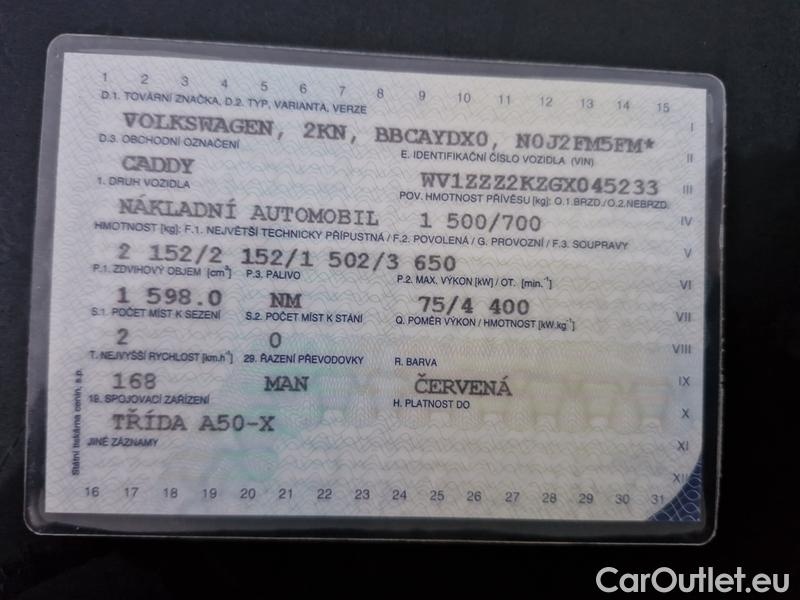 1 2 3 4 5 6 7 8 9 10 11 12 13 14 15
D.1. TOVÁRNÍ ZNAČKA, D.2. TYP, VARIANTA, VERZE
I
VOLKSWAGEN, 2KN, BBCAYDX0, N0J2FM5FM*
D.3. OBCHODNÍ OZNAČENÍ E. IDENTIFIKAČNÍ ČÍSLO VOZIDLA (VIN)
II
CADDY WV1ZZZ2KZGX045233
III
1. DRUH VOZIDLA POV. HMOTNOST PŘÍVĚSU [kg]: O.1.BRZD./O.2.NEBRZD.
NÁKLADNÍ AUTOMOBIL 1 500/700
IV
HMOTNOST [kg]: F.1. NEJVĚTŠÍ TECHNICKY PŘÍPUSTNÁ / F.2. POVOLENÁ / G. PROVOZNÍ / F.3. SOUPRAVY
2 152/2 152/1 502/3 650
V
P.1. ZDVIHOVÝ OBJEM [cm³] P.3. PALIVO P.2. MAX. VÝKON [kW] / OT. [min.⁻¹]
VI
1 598.0 NM 75/4 400
S.1. POČET MÍST K SEZENÍ S.2. POČET MÍST K STÁNÍ Q. POMĚR VÝKON / HMOTNOST [kW.kg⁻¹]
VII
2 0
VIII
T. NEJVYŠŠÍ RYCHLOST [km.h⁻¹] 29. ŘAZENÍ PŘEVODOVKY R. BARVA
168 MAN ČERVENÁ
IX
19. SPOJOVACÍ ZAŘÍZENÍ H. PLATNOST DO
X
TŘÍDA A50-X
JINÉ ZÁZNAMY
XI
XII
Státní tiskárna cenin, s.p.
16 17 18 19 20 21 22 23 24 25 26 27 28 29 30 31
CarOutlet.eu